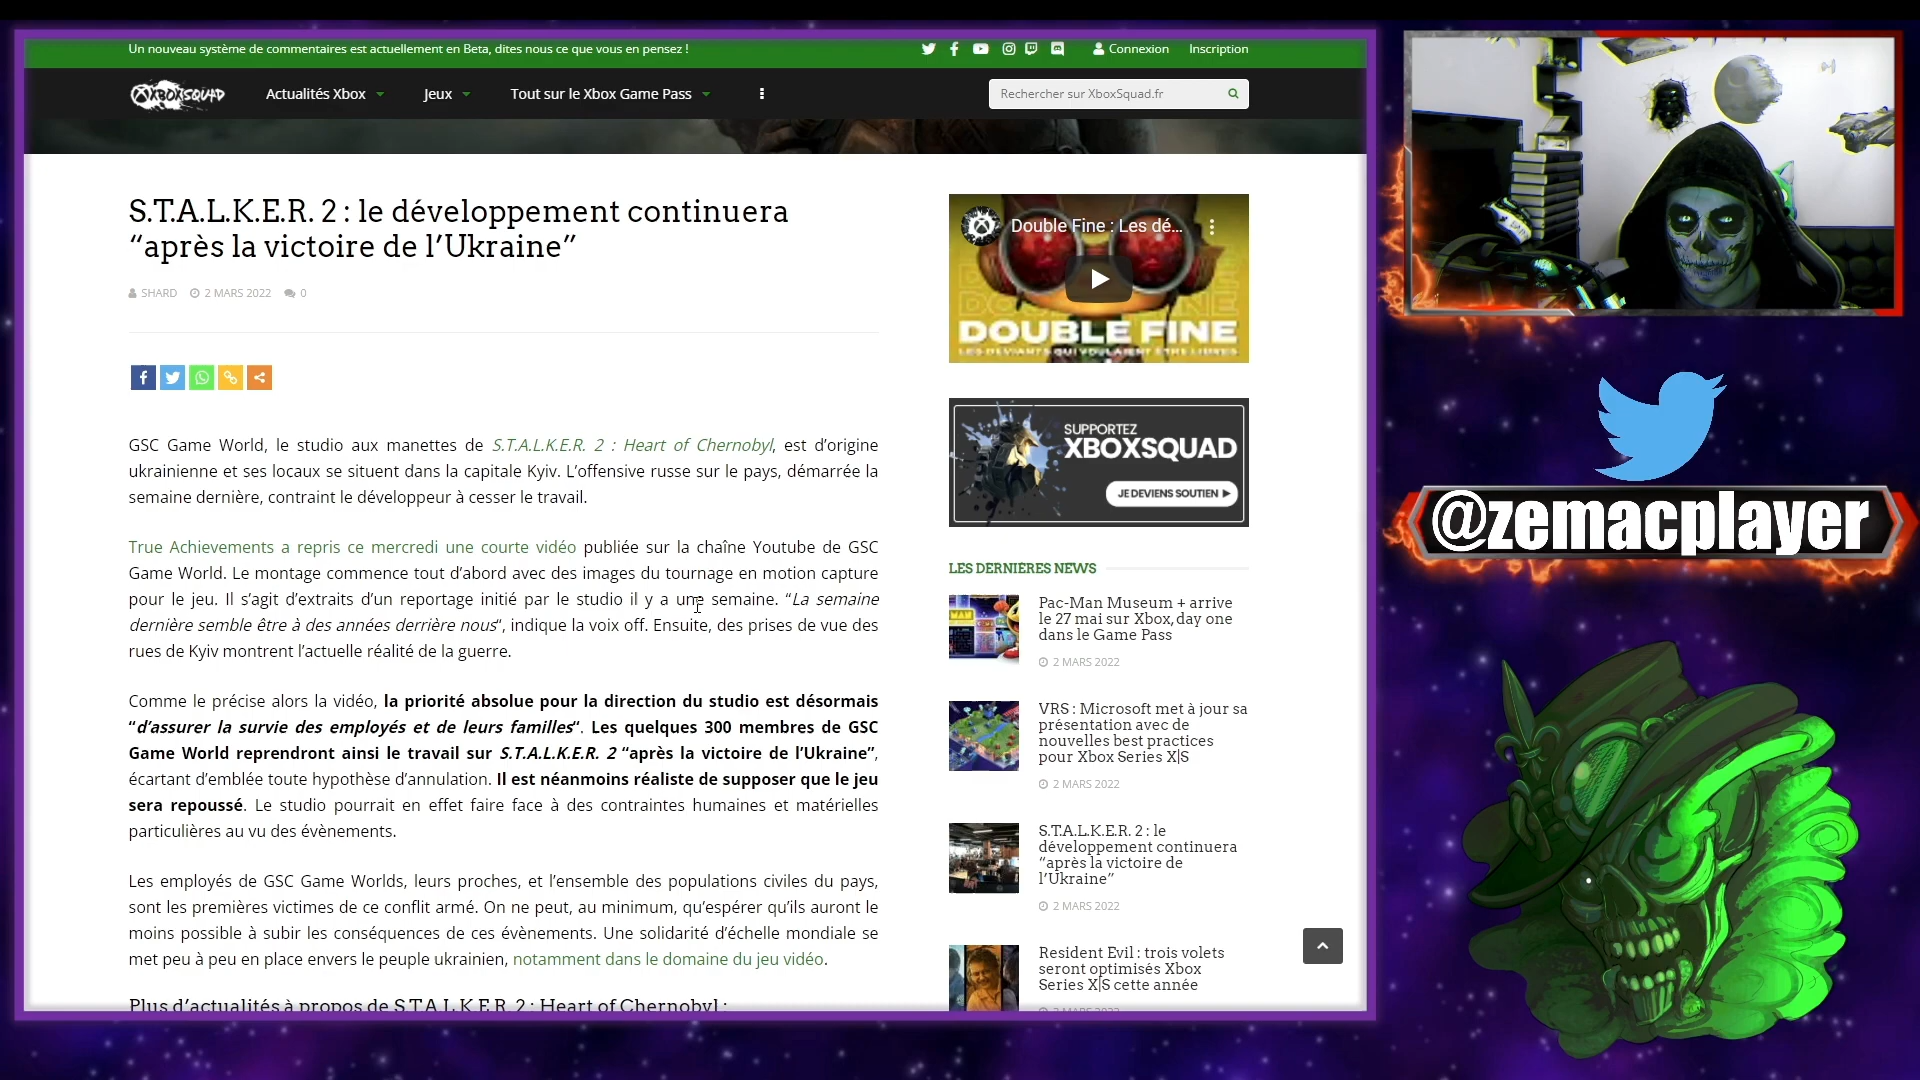 Un nouveau système de commentaires est actuellement en Beta, dites nous ce que vous en pensez !
Connexion
Inscription
XBOXSQUAD
Actualités Xbox
Jeux
Tout sur le Xbox Game Pass
Rechercher sur XboxSquad.fr
S.T.A.L.K.E.R. 2 : le développement continuera
“après la victoire de l’Ukraine”
SHARD
2 MARS 2022
0
GSC Game World, le studio aux manettes de S.T.A.L.K.E.R. 2 : Heart of Chernobyl, est d’origine
ukrainienne et ses locaux se situent dans la capitale Kyiv. L’offensive russe sur le pays, démarrée la
semaine dernière, contraint le développeur à cesser le travail.
True Achievements a repris ce mercredi une courte vidéo publiée sur la chaîne Youtube de GSC
Game World. Le montage commence tout d’abord avec des images du tournage en motion capture
pour le jeu. Il s’agit d’extraits d’un reportage initié par le studio il y a une semaine. “La semaine
dernière semble être à des années derrière nous“, indique la voix off. Ensuite, des prises de vue des
rues de Kyiv montrent l’actuelle réalité de la guerre.
Comme le précise alors la vidéo, la priorité absolue pour la direction du studio est désormais
“d’assurer la survie des employés et de leurs familles“. Les quelques 300 membres de GSC
Game World reprendront ainsi le travail sur S.T.A.L.K.E.R. 2 “après la victoire de l’Ukraine”,
écartant d’emblée toute hypothèse d’annulation. Il est néanmoins réaliste de supposer que le jeu
sera repoussé. Le studio pourrait en effet faire face à des contraintes humaines et matérielles
particulières au vu des évènements.
Les employés de GSC Game Worlds, leurs proches, et l’ensemble des populations civiles du pays,
sont les premières victimes de ce conflit armé. On ne peut, au minimum, qu’espérer qu’ils auront le
moins possible à subir les conséquences de ces évènements. Une solidarité d’échelle mondiale se
met peu à peu en place envers le peuple ukrainien, notamment dans le domaine du jeu vidéo.
Plus d’actualités à propos de S.T.A.L.K.E.R. 2 : Heart of Chernobyl :
Double Fine : Les dé...
DOUBLE FINE
LES DEVIANTS QUI VOULAIENT ETRE LIBRES
SUPPORTEZ
XBOXSQUAD
JE DEVIENS SOUTIEN
LES DERNIÈRES NEWS
Pac-Man Museum + arrive
le 27 mai sur Xbox, day one
dans le Game Pass
2 MARS 2022
VRS : Microsoft met à jour sa
présentation avec de
nouvelles best practices
pour Xbox Series X|S
2 MARS 2022
S.T.A.L.K.E.R. 2 : le
développement continuera
“après la victoire de
l’Ukraine”
2 MARS 2022
Resident Evil : trois volets
seront optimisés Xbox
Series X|S cette année
2 MARS 2022
@zemacplayer